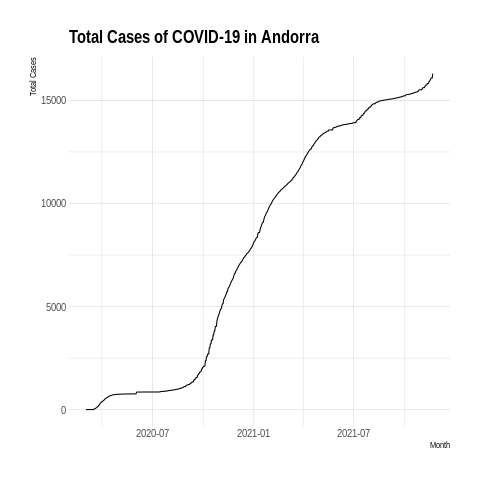 Total Cases of COVID-19 in Andorra
Total Cases
15000
10000
5000
0
2020-07
2021-01
2021-07
Month